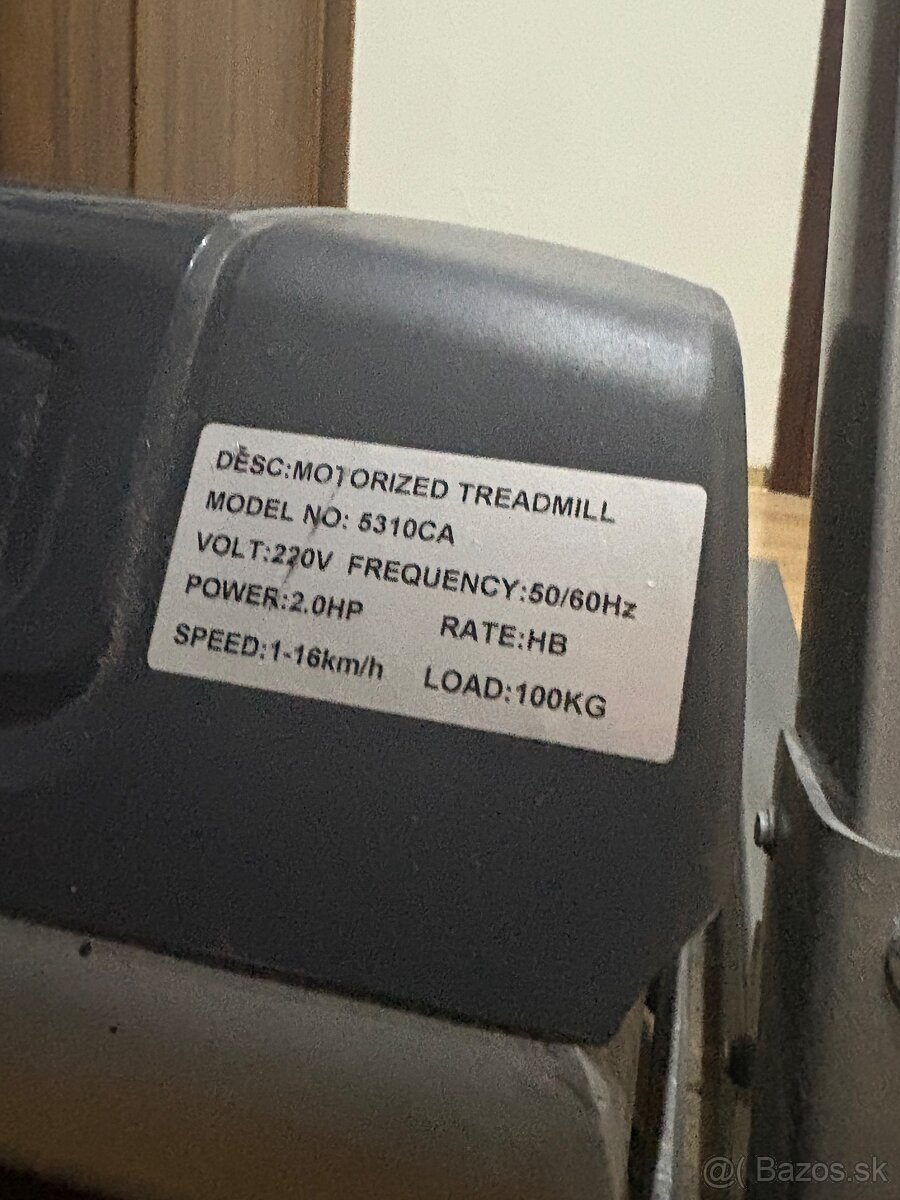 DESC:MOTORIZED TREADMILL
MODEL NO: 5310CA
VOLT:220V FREQUENCY:50/60Hz
POWER:2.0HP RATE:HB
SPEED:1-16km/h LOAD:100KG
@( Bazos.sk